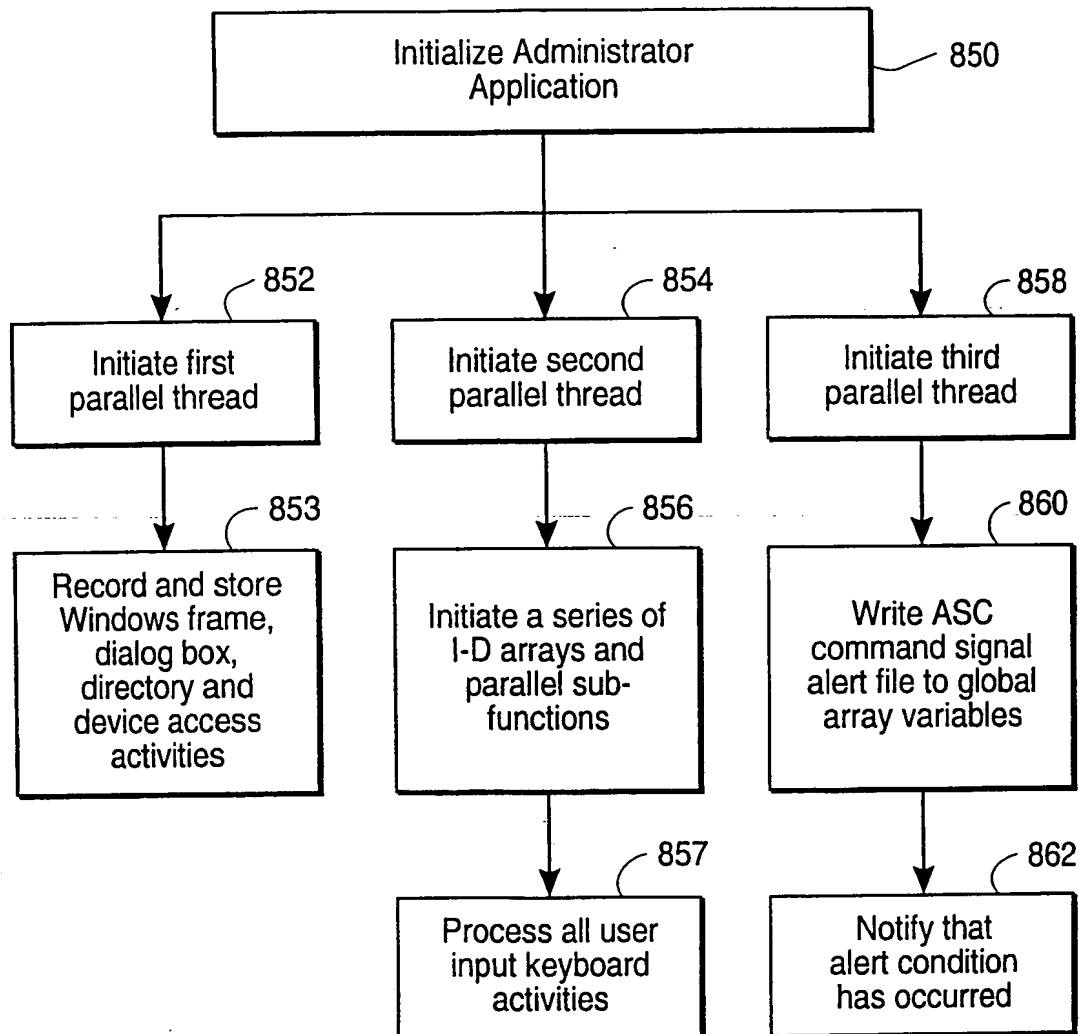 Initialize Administrator
Application
850
852
854
858
Initiate first
parallel thread
Initiate second
parallel thread
Initiate third
parallel thread
853
856
860
Record and store
Windows frame,
dialog box,
directory and
device access
activities
Initiate a series of
I-D arrays and
parallel sub-
functions
Write ASC
command signal
alert file to global
array variables
857
862
Process all user
input keyboard
activities
Notify that
alert condition
has occurred